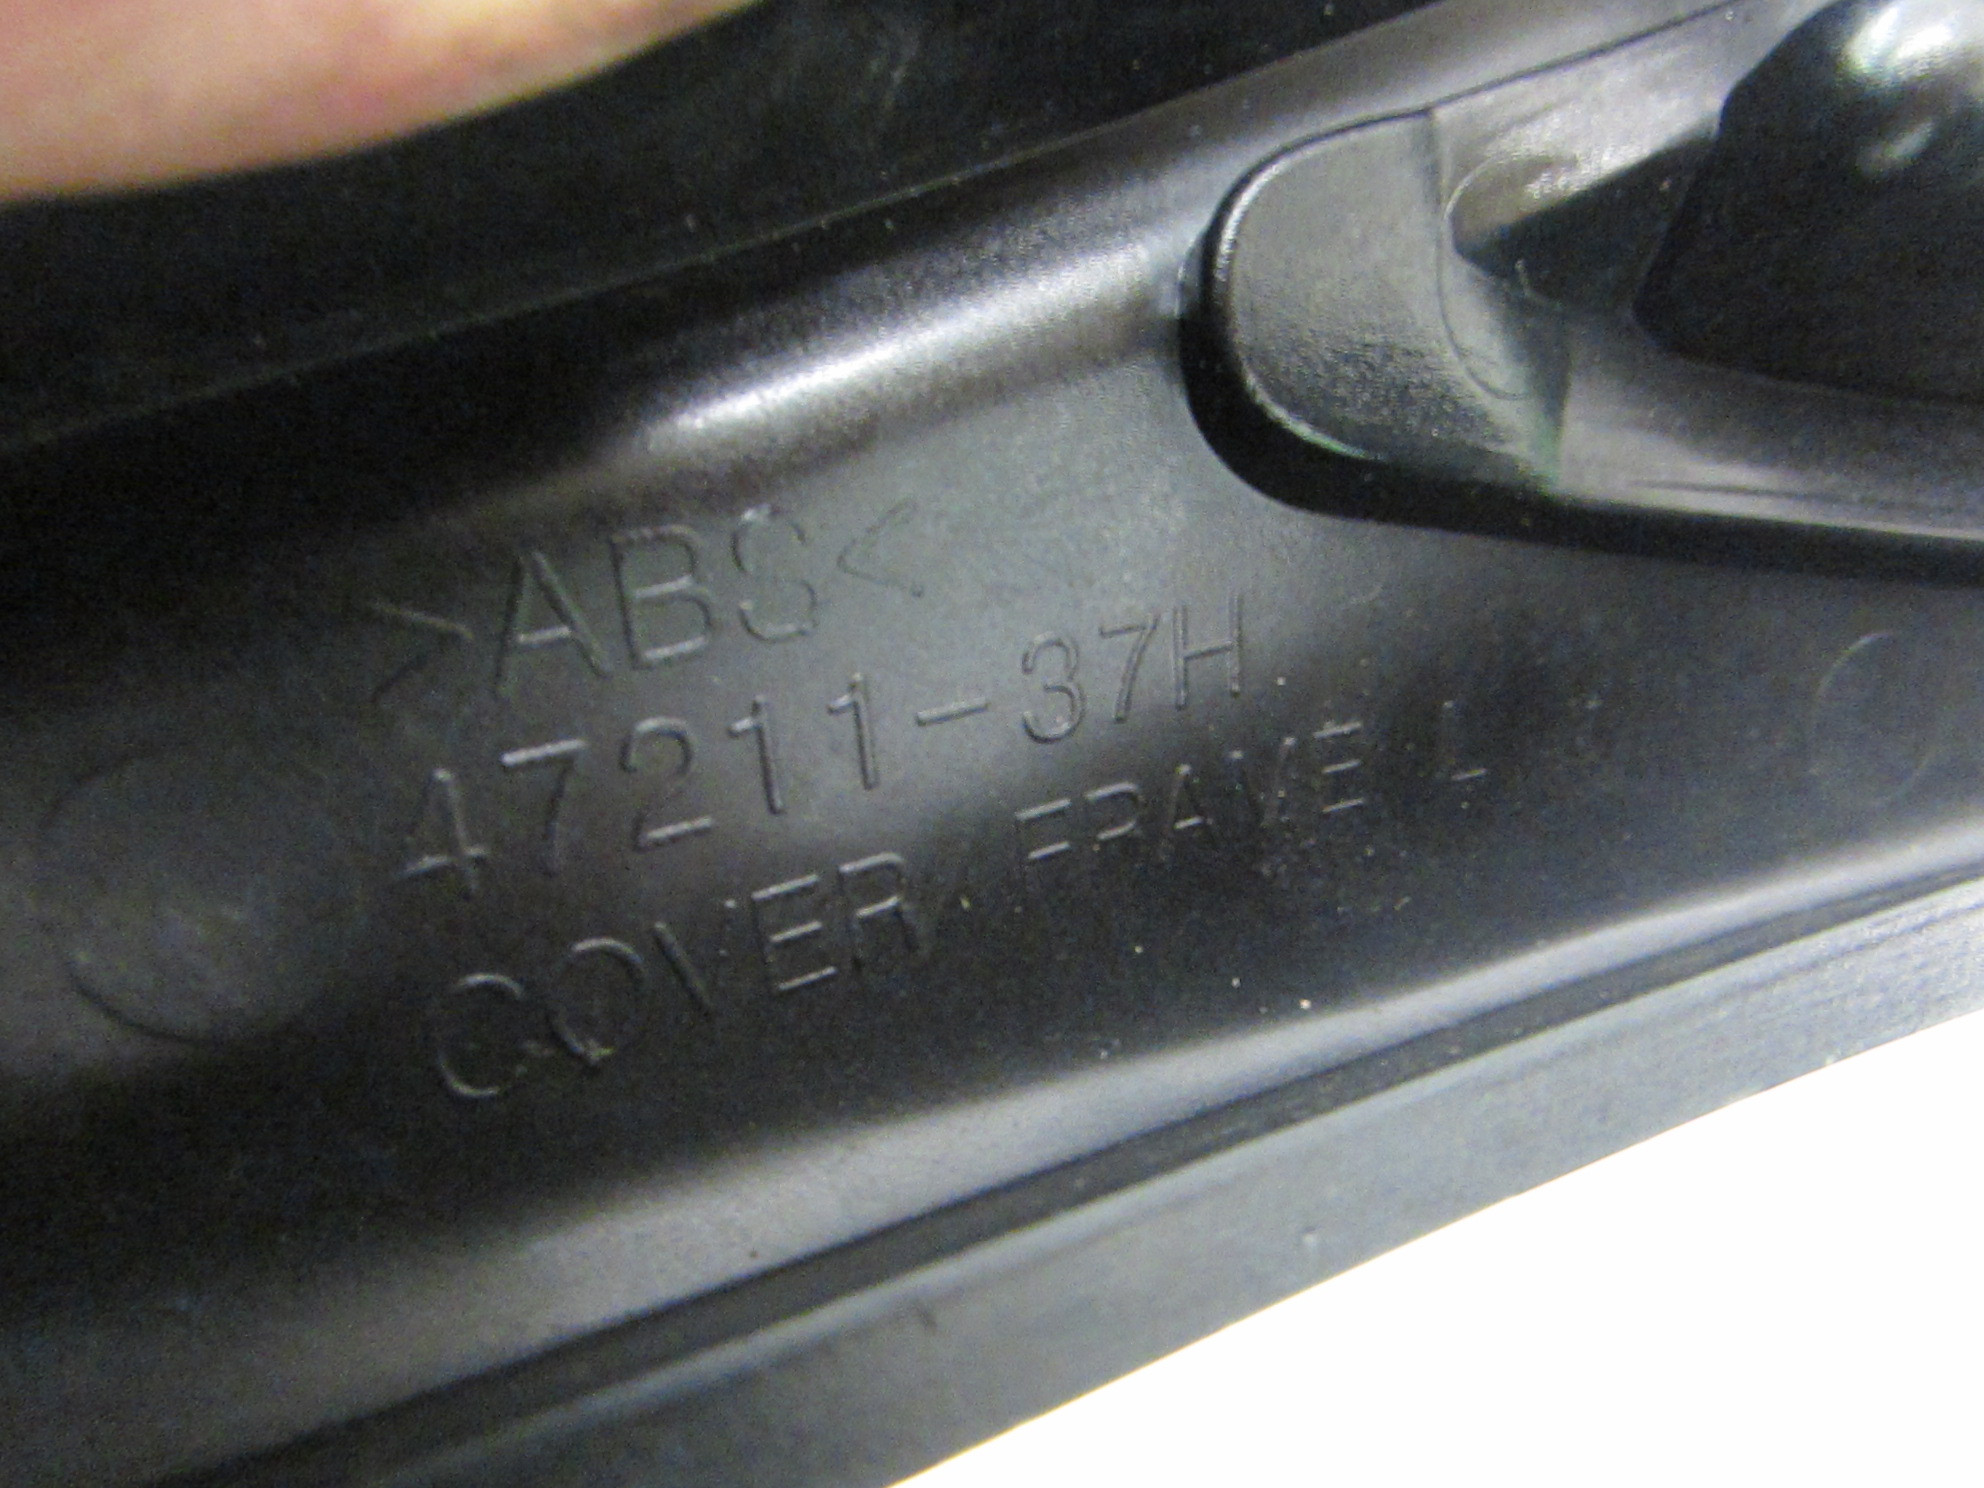 >ABS<
47211-37H
COVER, FRAME L